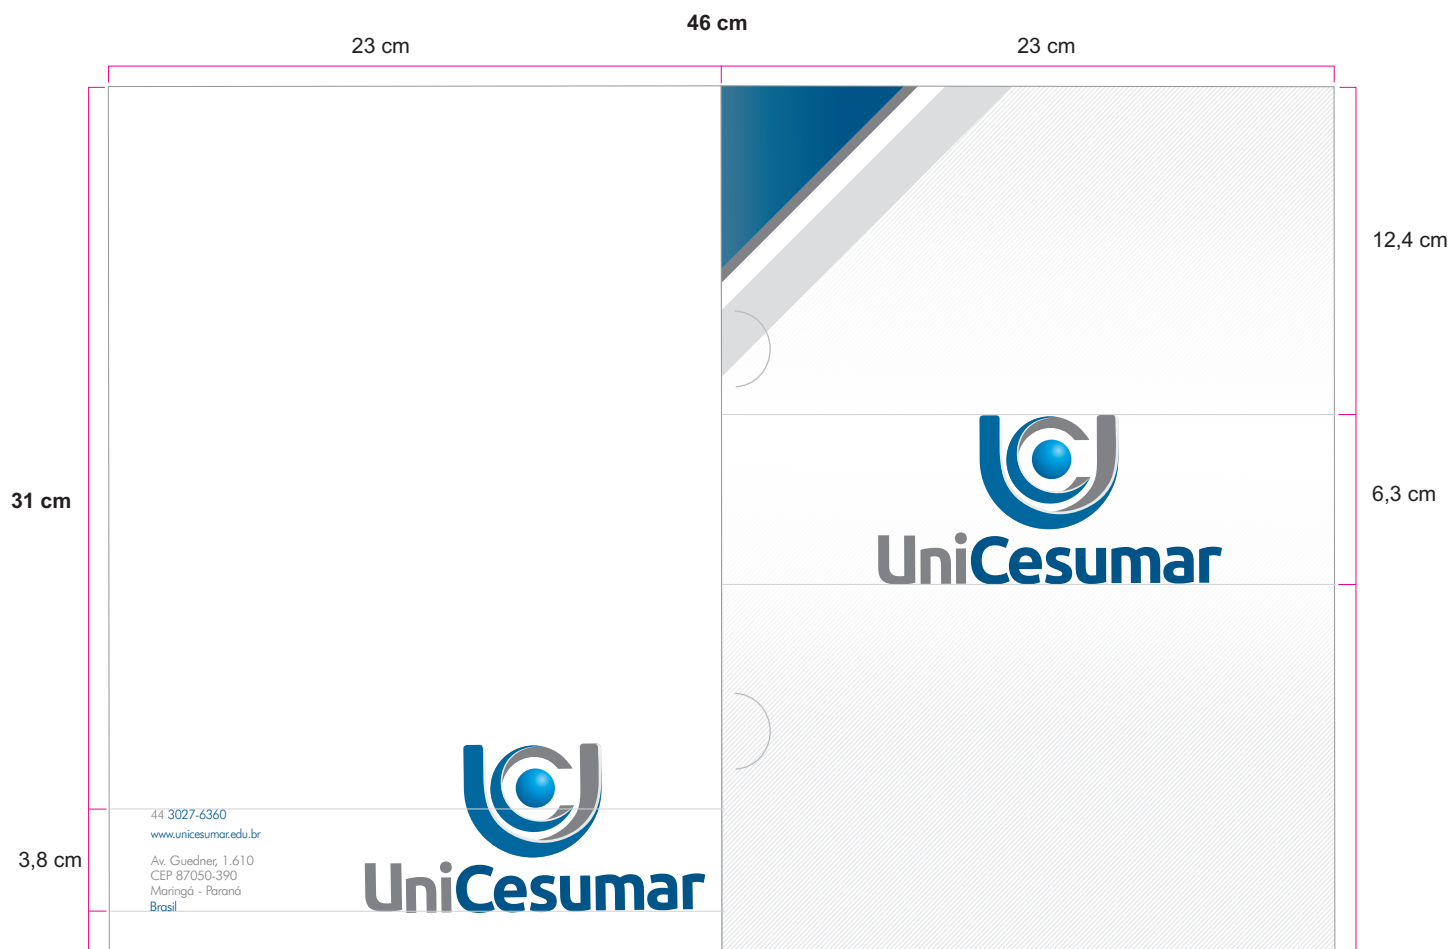 46 cm
23 cm
23 cm
12,4 cm
6,3 cm
UniCesumar
31 cm
3,8 cm
44 3027-6360
www.unicesumar.edu.br
Av. Guedner, 1.610
CEP 87050-390
Maringá - Paraná
Brasil
UniCesumar